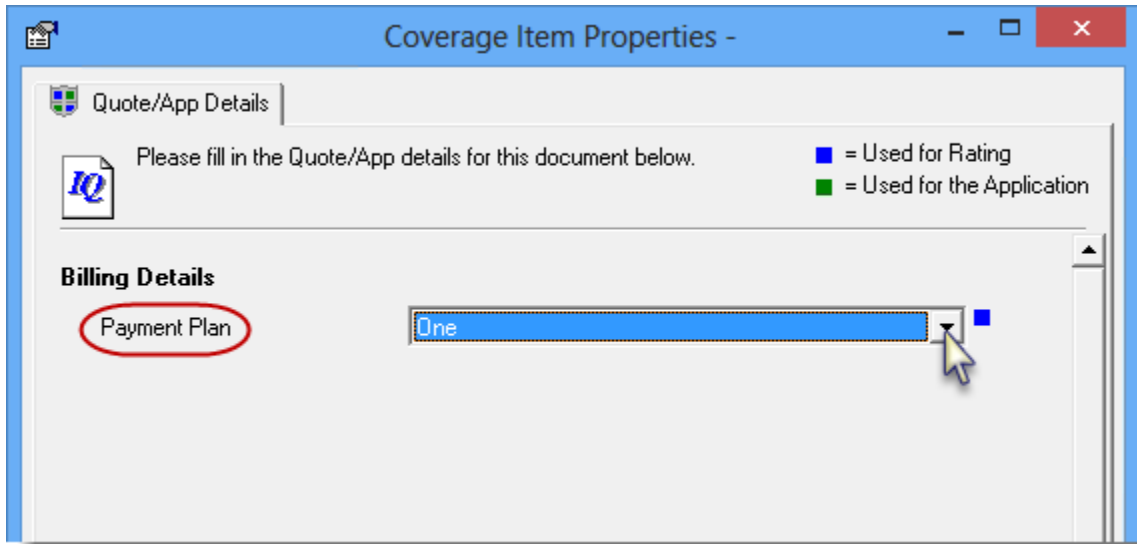 Coverage Item Properties -
Quote/App Details
Please fill in the Quote/App details for this document below.
IQ
= Used for Rating
= Used for the Application
Billing Details
Payment Plan
One